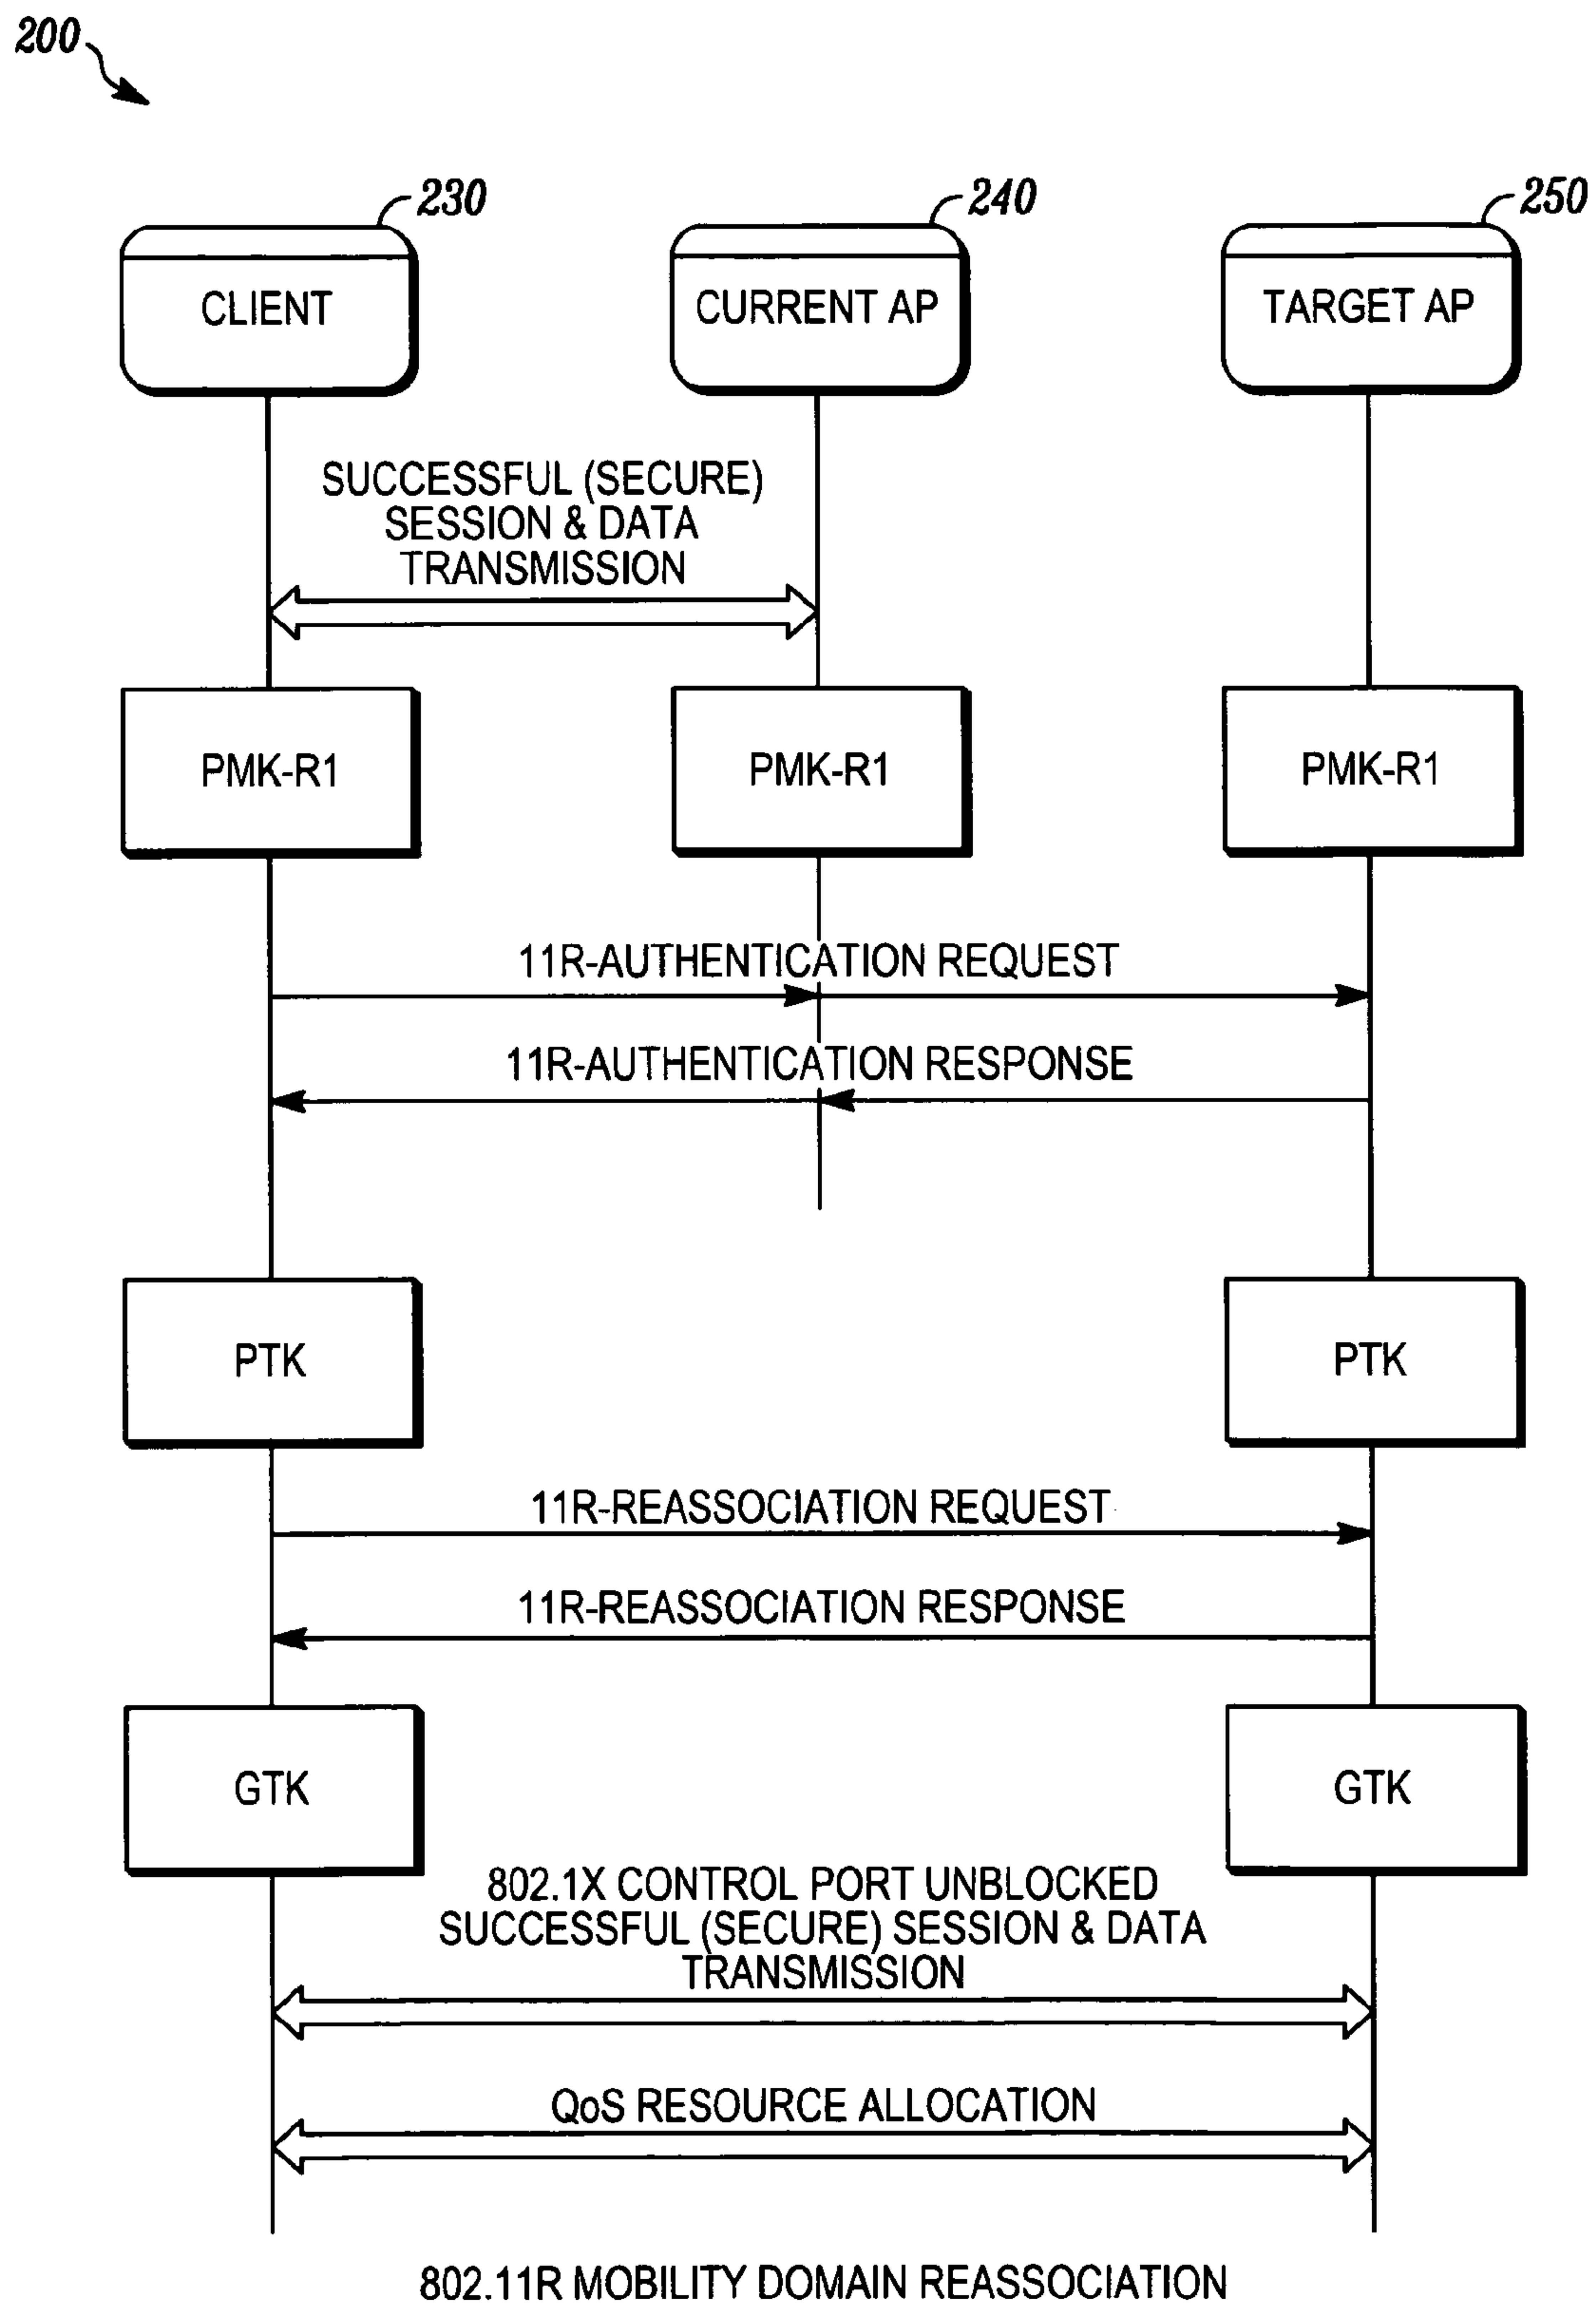 200
230
240
250
CLIENT
CURRENT AP
TARGET AP
SUCCESSFUL (SECURE)
SESSION & DATA
TRANSMISSION
PMK-R1
PMK-R1
PMK-R1
11R-AUTHENTICATION REQUEST
11R-AUTHENTICATION RESPONSE
PTK
PTK
11R-REASSOCIATION REQUEST
11R-REASSOCIATION RESPONSE
GTK
GTK
802.1X CONTROL PORT UNBLOCKED
SUCCESSFUL (SECURE) SESSION & DATA
TRANSMISSION
QoS RESOURCE ALLOCATION
802.11R MOBILITY DOMAIN REASSOCIATION